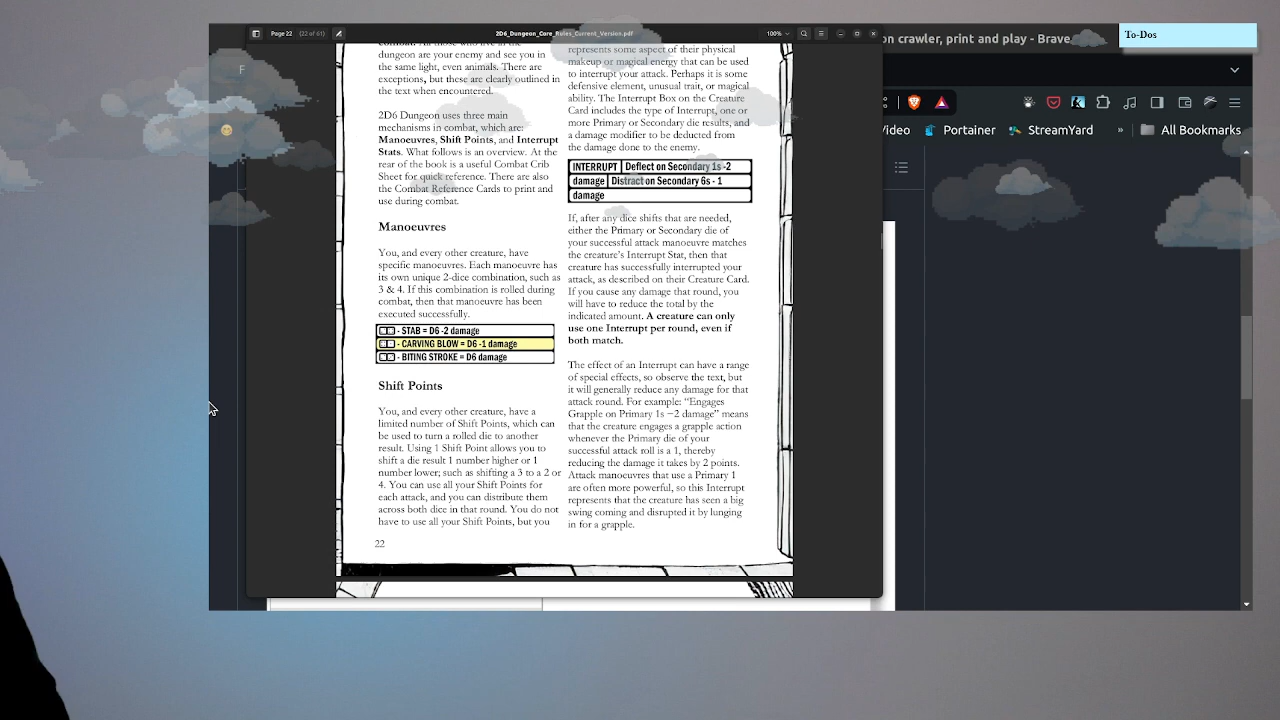 Page 22 (22 of 61)
2D6_Dungeon_Core_Rules_Current_Version.pdf
100%
on crawler, print and play - Brave
To-Dos
F
ideo
Portainer
StreamYard
»
All Bookmarks
combat. All those who live in the
dungeon are your enemy and see you in
the same light, even animals. There are
exceptions, but these are clearly outlined in
the text when encountered.
2D6 Dungeon uses three main
mechanisms in combat, which are:
Manoeuvres, Shift Points, and Interrupt
Stats. What follows is an overview. At the
rear of the book is a useful Combat Crib
Sheet for quick reference. There are also
the Combat Reference Cards to print and
use during combat.
Manoeuvres
You, and every other creature, have
specific manoeuvres. Each manoeuvre has
its own unique 2-dice combination, such as
3 & 4. If this combination is rolled during
combat, then that manoeuvre has been
executed successfully.
- STAB = D6 -2 damage
- CARVING BLOW = D6 -1 damage
- BITING STROKE = D6 damage
Shift Points
You, and every other creature, have a
limited number of Shift Points, which can
be used to turn a rolled die to another
result. Using 1 Shift Point allows you to
shift a die result 1 number higher or 1
number lower; such as shifting a 3 to a 2 or
4. You can use all your Shift Points for
each attack, and you can distribute them
across both dice in that round. You do not
have to use all your Shift Points, but you
22
represents some aspect of their physical
makeup or magical energy that can be used
to interrupt your attack. Perhaps it is some
defensive element, unusual trait, or magical
ability. The Interrupt Box on the Creature
Card includes the type of Interrupt, one or
more Primary or Secondary die results, and
a damage modifier to be deducted from
the damage done to the enemy.
INTERRUPT | Deflect on Secondary 1s -2
damage | Distract on Secondary 6s - 1
damage
If, after any dice shifts that are needed,
either the Primary or Secondary die of
your successful attack manoeuvre matches
the creature's Interrupt Stat, then that
creature has successfully interrupted your
attack, as described on their Creature Card.
If you cause any damage that round, you
will have to reduce the total by the
indicated amount. A creature can only
use one Interrupt per round, even if
both match.
The effect of an Interrupt can have a range
of special effects, so observe the text, but
it will generally reduce any damage for that
attack round. For example: “Engages
Grapple on Primary 1s −2 damage” means
that the creature engages a grapple action
whenever the Primary die of your
successful attack roll is a 1, thereby
reducing the damage it takes by 2 points.
Attack manoeuvres that use a Primary 1
are often more powerful, so this Interrupt
represents that the creature has seen a big
swing coming and disrupted it by lunging
in for a grapple.